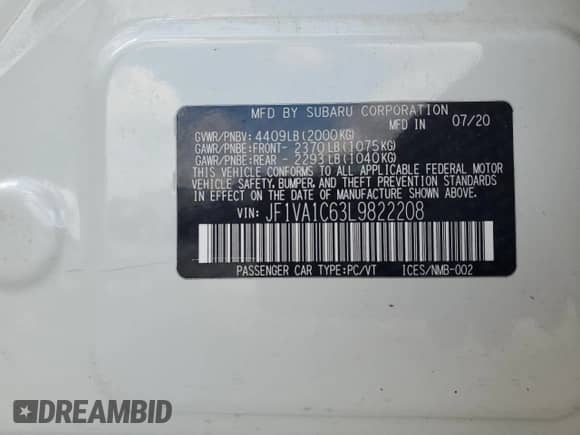 MFD BY SUBARU CORPORATION
MFD IN 07/20
GVWR/PNBV: 4409LB(2000KG)
GAWR/PNBE:FRONT- 2370LB(1075KG)
GAWR/PNBE:REAR - 2293LB(1040KG)
THIS VEHICLE CONFORMS TO ALL APPLICABLE FEDERAL MOTOR
VEHICLE SAFETY, BUMPER, AND THEFT PREVENTION STANDARDS
IN EFFECT ON THE DATE OF MANUFACTURE SHOWN ABOVE.
VIN: JF1VA1C63L9822208
PASSENGER CAR TYPE:PC/VT ICES/NMB-002
DREAMBID